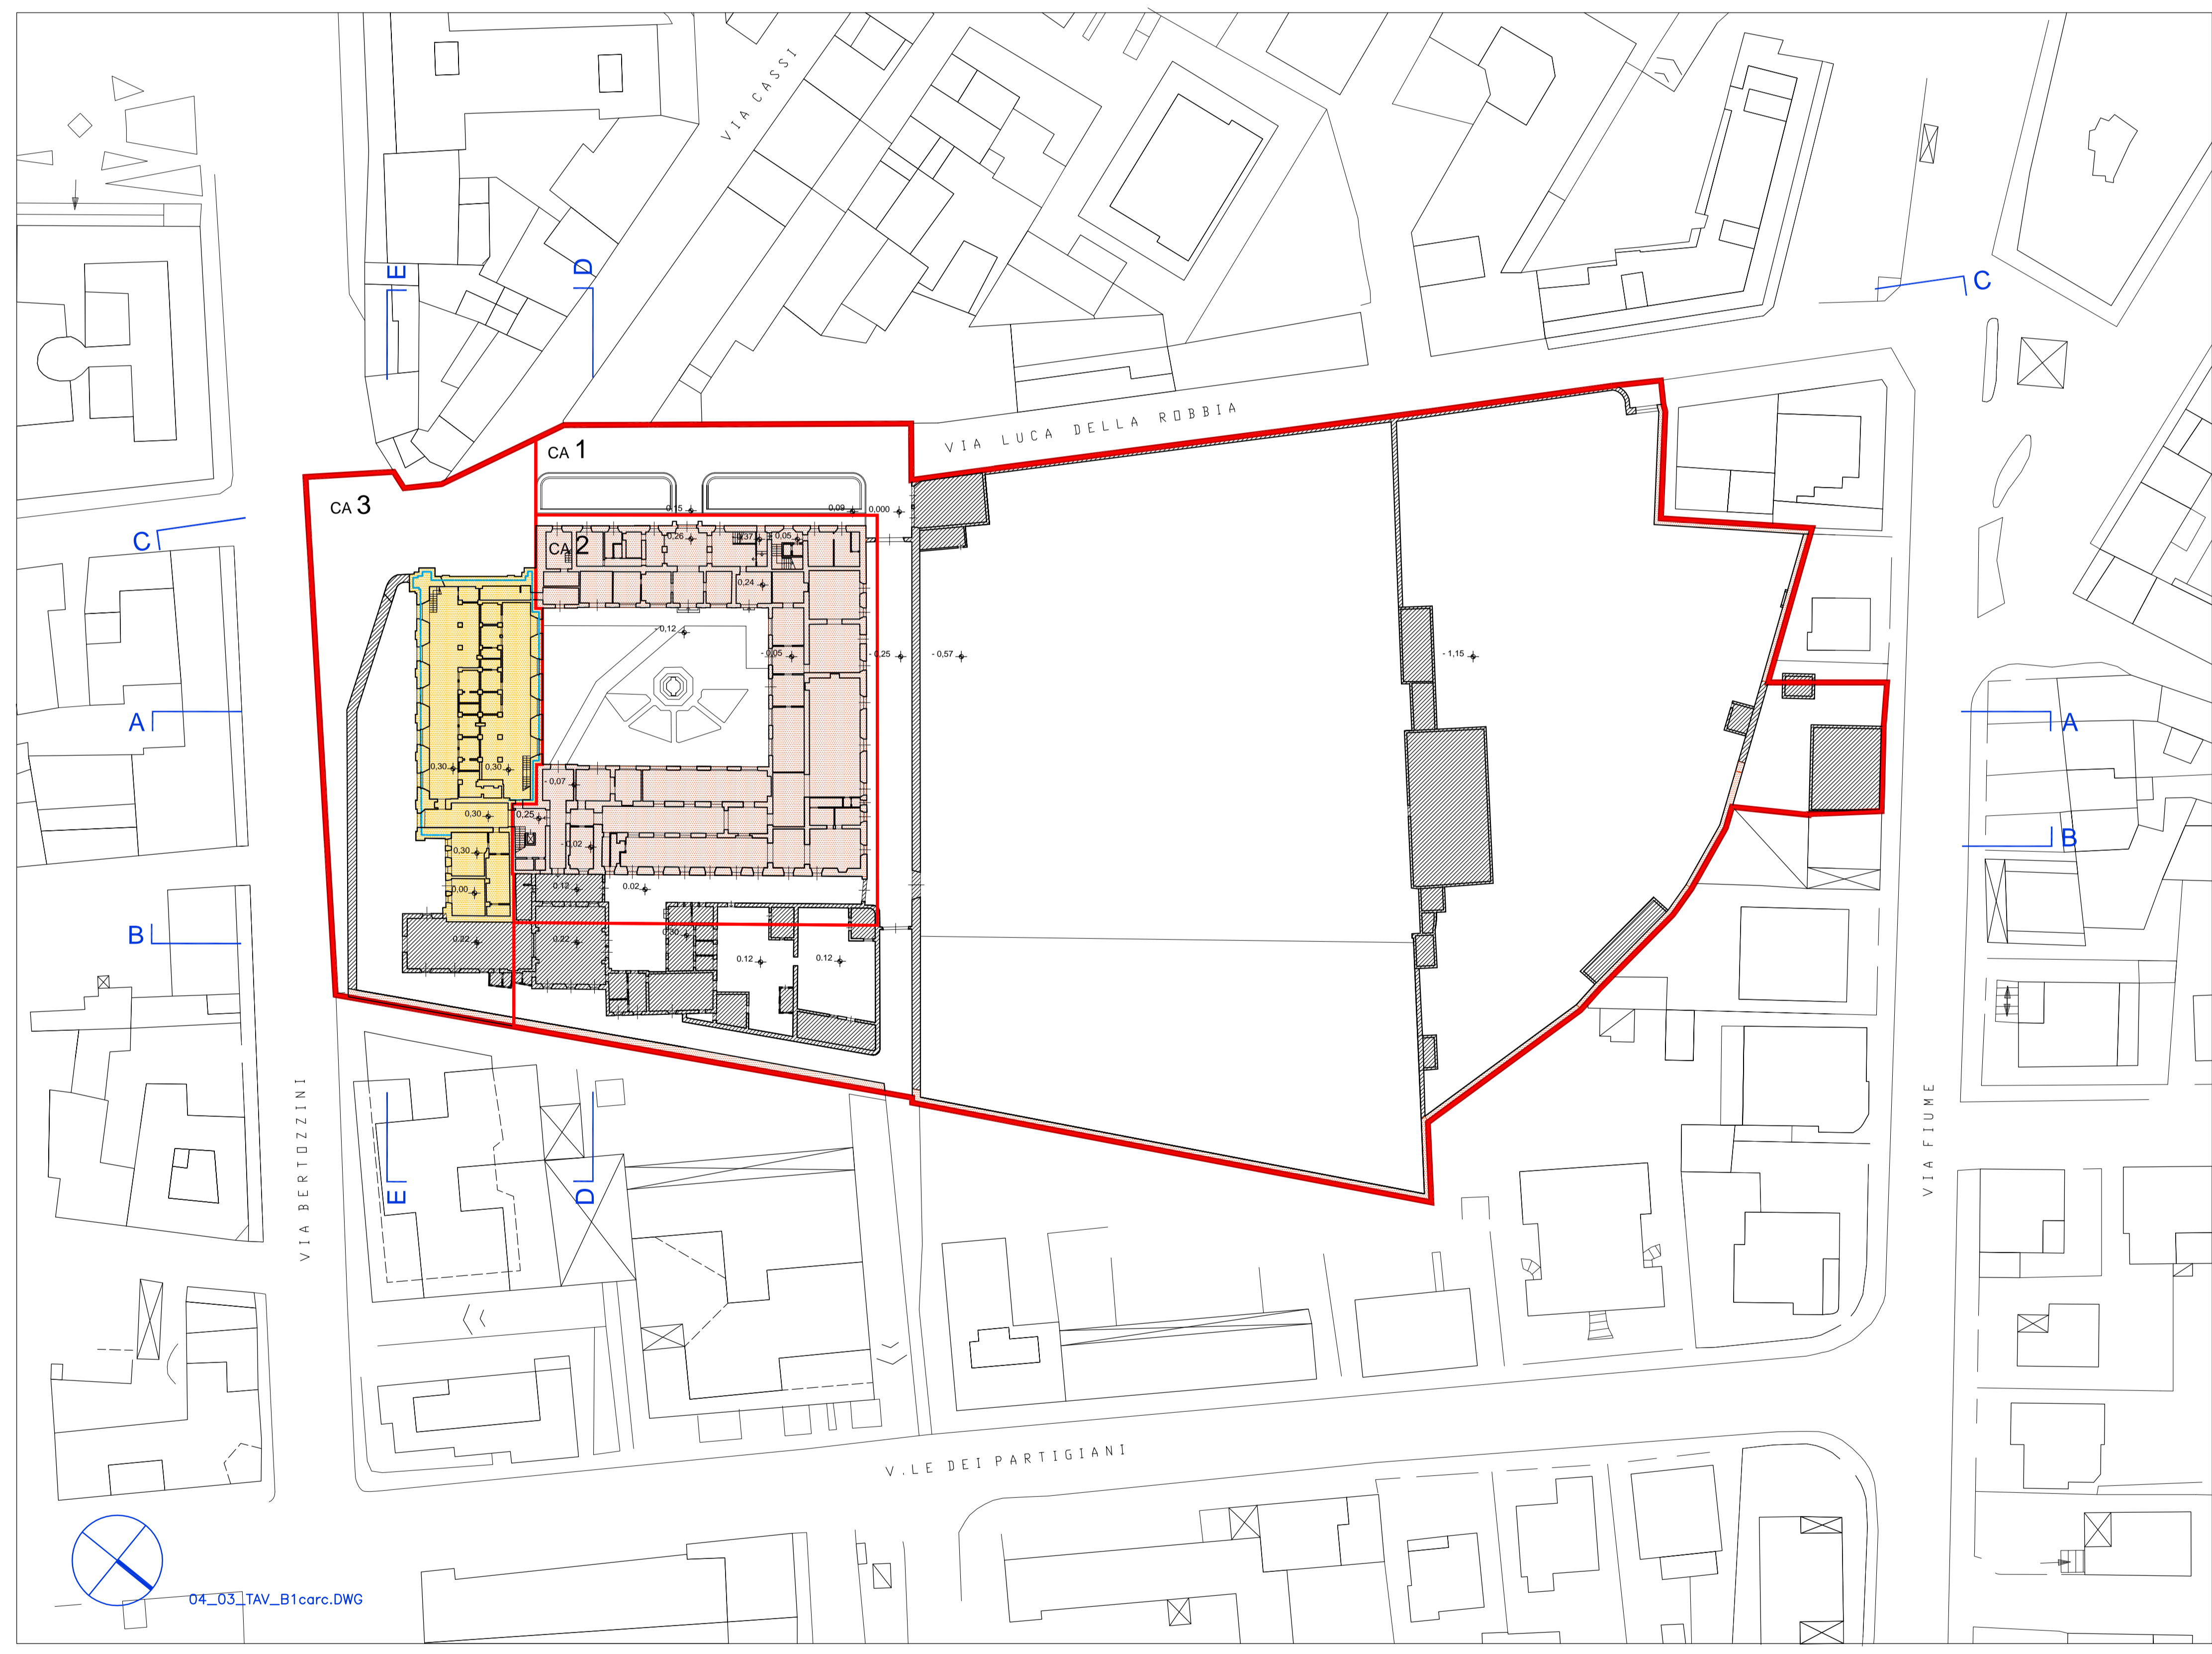 VIA CASSI
E
D
C
VIA LUCA DELLA ROBBIA
CA 1
CA 3
0,15
0,09
0,000
C
CA 2
0,26
0,37
0,05
0,24
- 0,12
- 0,05
- 0,25
- 0,57
- 1,15
A
A
0,30
0,30
- 0,07
0,30
0,25
B
- 0,02
0,30
0,00
0.12
0.02
B
0.22
0.22
0.30
0.12
0.12
VIA BERTOZZINI
VIA FIUME
E
D
V.LE DEI PARTIGIANI
04_03_TAV_B1carc.DWG